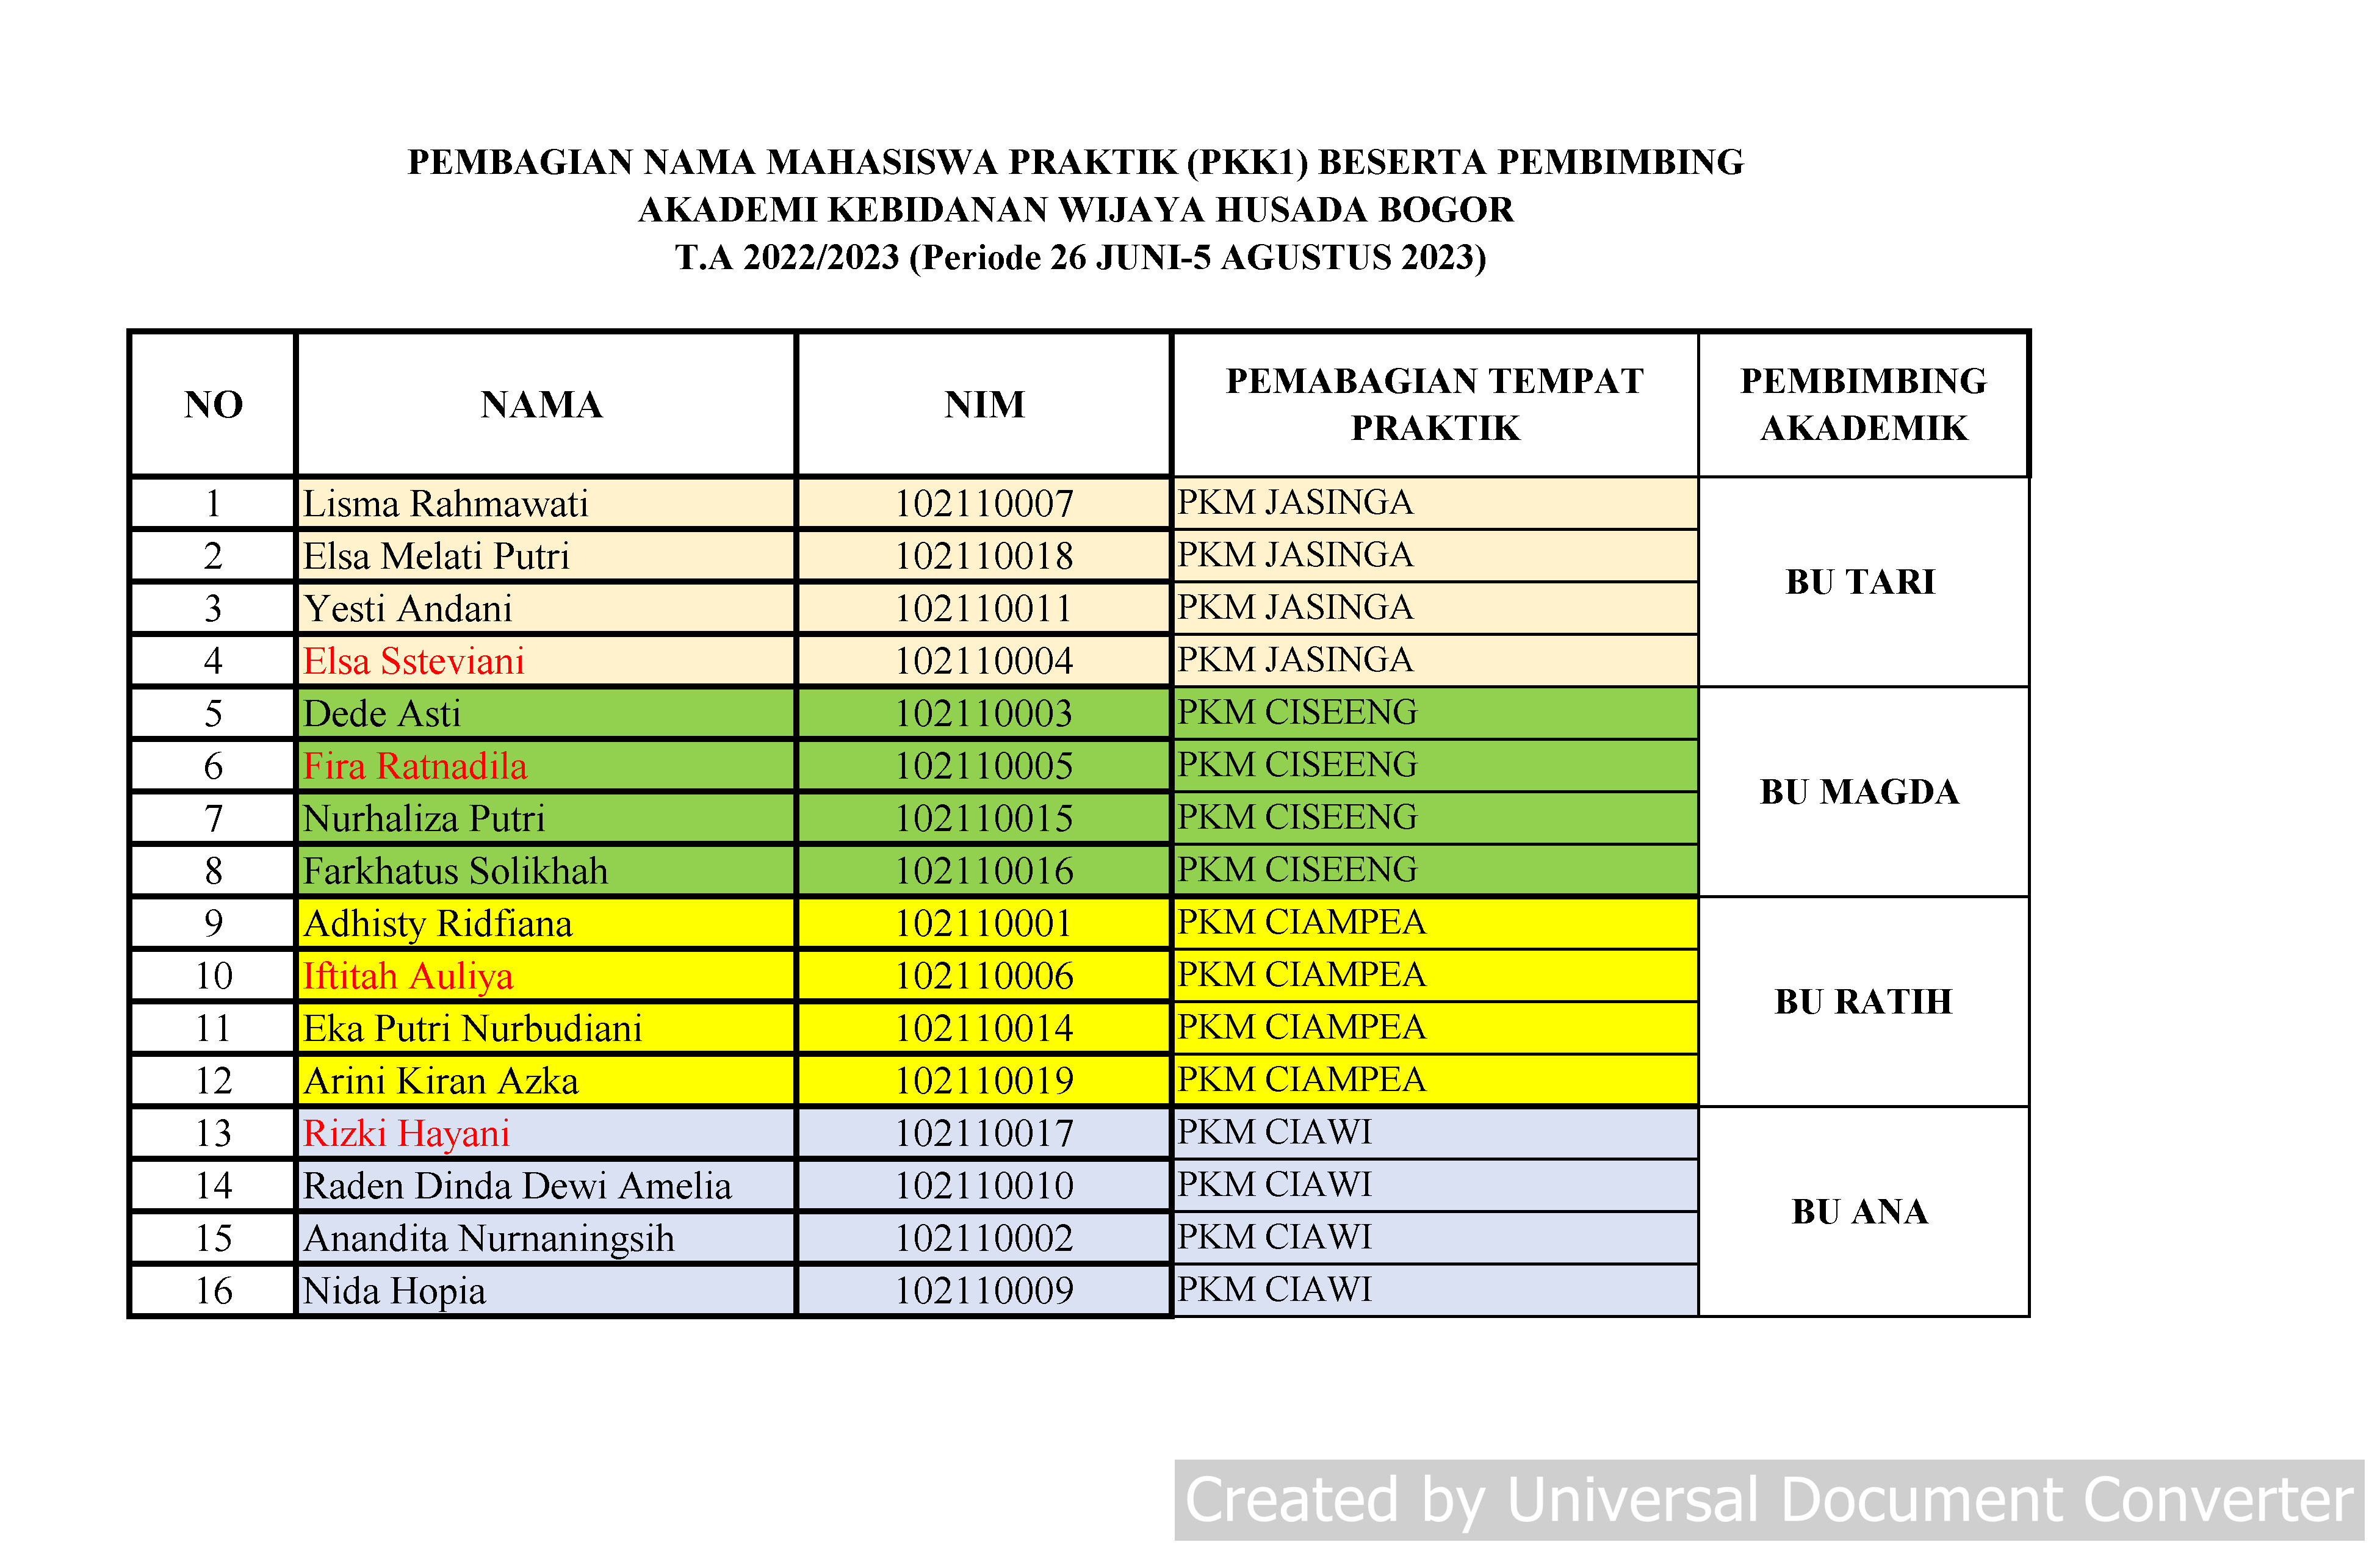 PEMBAGIAN NAMA MAHASISWA PRAKTIK (PKK1) BESERTA PEMBIMBING
AKADEMI KEBIDANAN WIJAYA HUSADA BOGOR
T.A 2022/2023 (Periode 26 JUNI-5 AGUSTUS 2023)
NO NAMA NIM PEMABAGIAN TEMPAT PRAKTIK PEMBIMBING AKADEMIK
1 Lisma Rahmawati 102110007 PKM JASINGA
2 Elsa Melati Putri 102110018 PKM JASINGA
BU TARI
3 Yesti Andani 102110011 PKM JASINGA
4 Elsa Ssteviani 102110004 PKM JASINGA
5 Dede Asti 102110003 PKM CISEENG
6 Fira Ratnadila 102110005 PKM CISEENG
BU MAGDA
7 Nurhaliza Putri 102110015 PKM CISEENG
8 Farkhatus Solikhah 102110016 PKM CISEENG
9 Adhisty Ridfiana 102110001 PKM CIAMPEA
10 Iftitah Auliya 102110006 PKM CIAMPEA
BU RATIH
11 Eka Putri Nurbudiani 102110014 PKM CIAMPEA
12 Arini Kiran Azka 102110019 PKM CIAMPEA
13 Rizki Hayani 102110017 PKM CIAWI
14 Raden Dinda Dewi Amelia 102110010 PKM CIAWI
BU ANA
15 Anandita Nurnaningsih 102110002 PKM CIAWI
16 Nida Hopia 102110009 PKM CIAWI
Created by Universal Document Converter